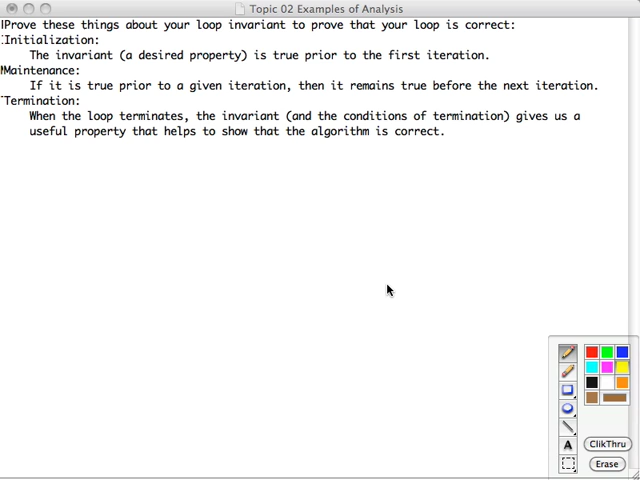 Topic 02 Examples of Analysis
Prove these things about your loop invariant to prove that your loop is correct:
Initialization:
The invariant (a desired property) is true prior to the first iteration.
Maintenance:
If it is true prior to a given iteration, then it remains true before the next iteration.
Termination:
When the loop terminates, the invariant (and the conditions of termination) gives us a
useful property that helps to show that the algorithm is correct.
A
ClikThru
Erase